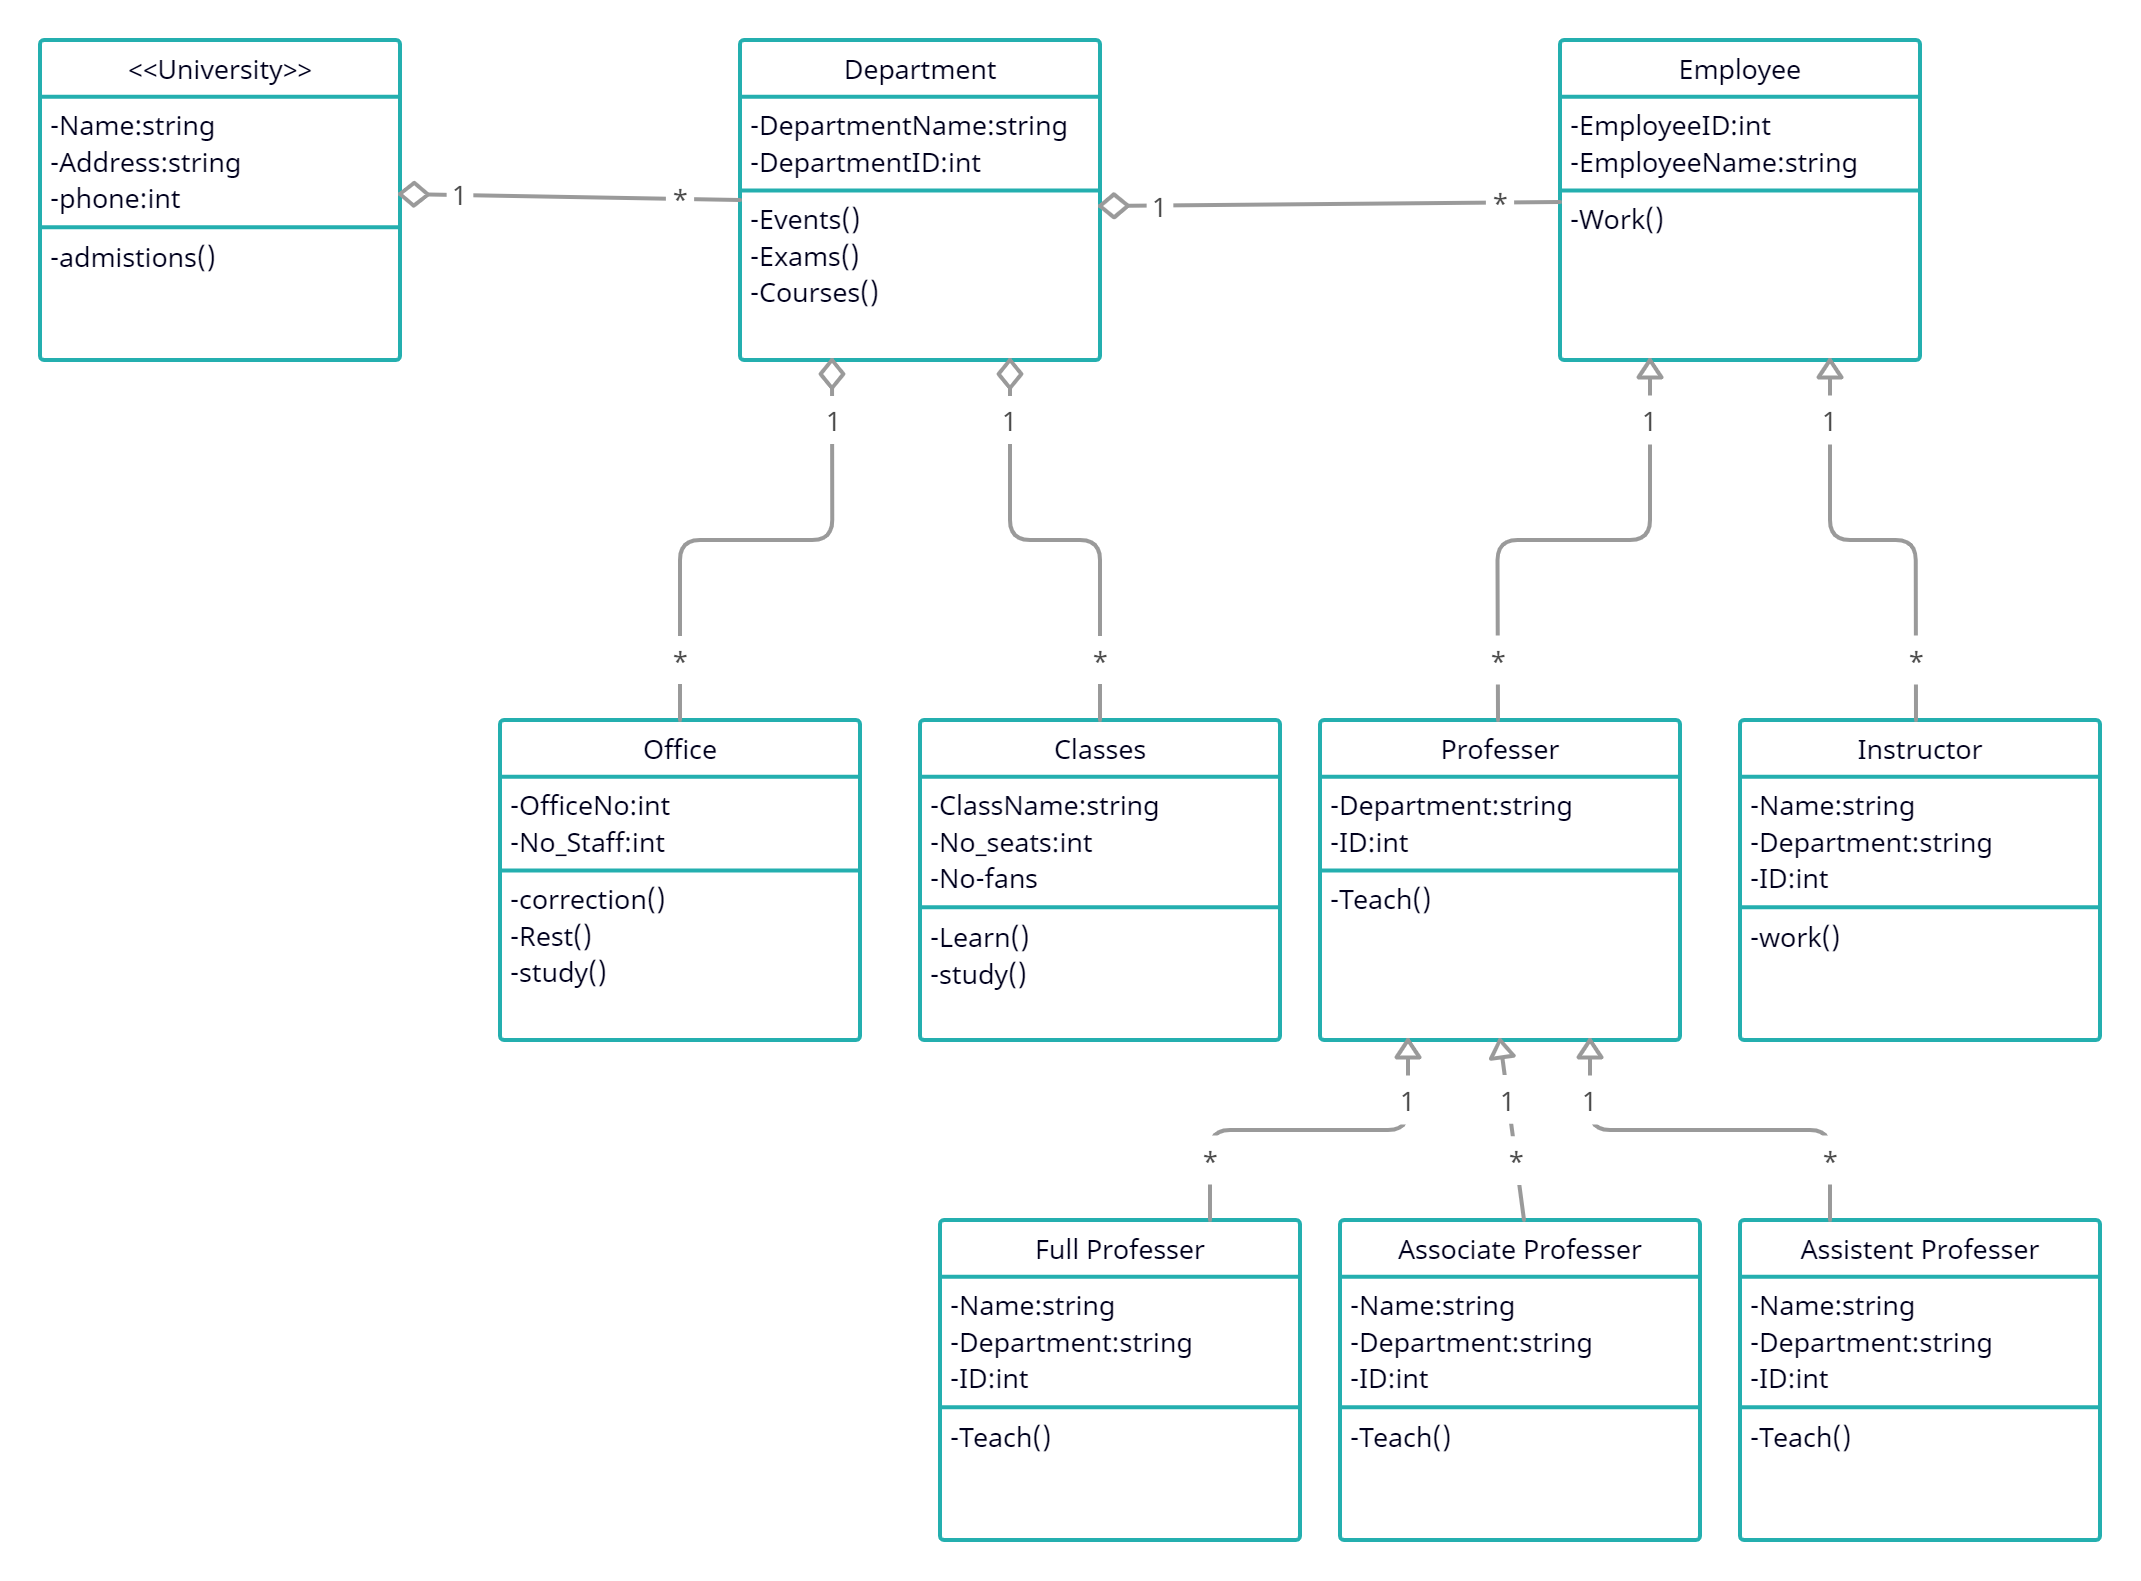 <<University>>
-Name:string
-Address:string
-phone:int
-admistions()
1
*
Department
-DepartmentName:string
-DepartmentID:int
-Events()
-Exams()
-Courses()
1
*
Employee
-EmployeeID:int
-EmployeeName:string
-Work()
1
1
1
1
*
*
*
*
Office
-OfficeNo:int
-No_Staff:int
-correction()
-Rest()
-study()
Classes
-ClassName:string
-No_seats:int
-No-fans
-Learn()
-study()
Professer
-Department:string
-ID:int
-Teach()
Instructor
-Name:string
-Department:string
-ID:int
-work()
1
1
1
*
*
*
Full Professer
-Name:string
-Department:string
-ID:int
-Teach()
Associate Professer
-Name:string
-Department:string
-ID:int
-Teach()
Assistent Professer
-Name:string
-Department:string
-ID:int
-Teach()